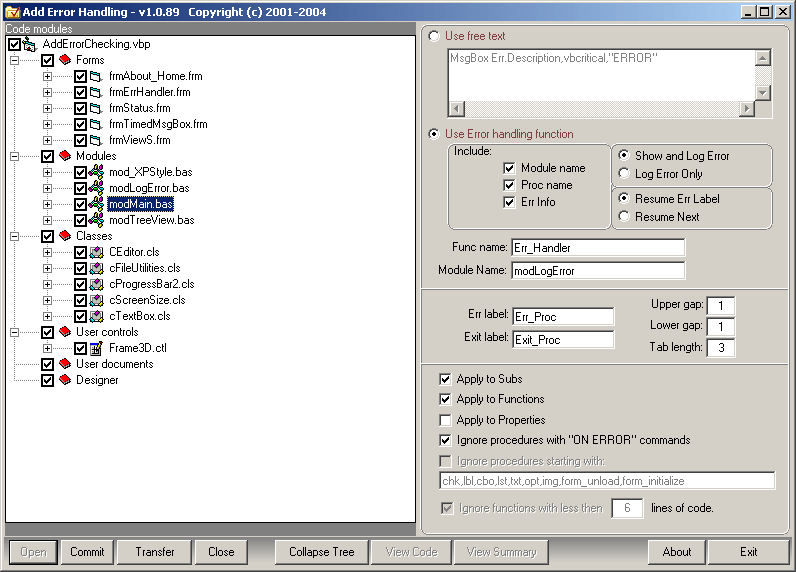 Add Error Handling - v1.0.89 Copyright (c) 2001-2004
Code modules
AddErrorChecking.vbp
Forms
frmAbout_Home.frm
frmErrHandler.frm
frmStatus.frm
frmTimedMsgBox.frm
frmViewS.frm
Modules
mod_XPStyle.bas
modLogError.bas
modMain.bas
modTreeView.bas
Classes
CEditor.cls
cFileUtilities.cls
cProgressBar2.cls
cScreenSize.cls
cTextBox.cls
User controls
Frame3D.ctl
User documents
Designer
Use free text
MsgBox Err.Description,vbcritical,"ERROR"
Use Error handling function
Include:
Module name
Proc name
Err Info
Show and Log Error
Log Error Only
Resume Err Label
Resume Next
Func name: Err_Handler
Module Name: modLogError
Err label: Err_Proc
Exit label: Exit_Proc
Upper gap: 1
Lower gap: 1
Tab length: 3
Apply to Subs
Apply to Functions
Apply to Properties
Ignore procedures with "ON ERROR" commands
Ignore procedures starting with:
chk,lbl,cbo,lst,txt,opt,img,form_unload,form_initialize
Ignore functions with less then 6 lines of code.
Open Commit Transfer Close Collapse Tree View Code View Summary About Exit